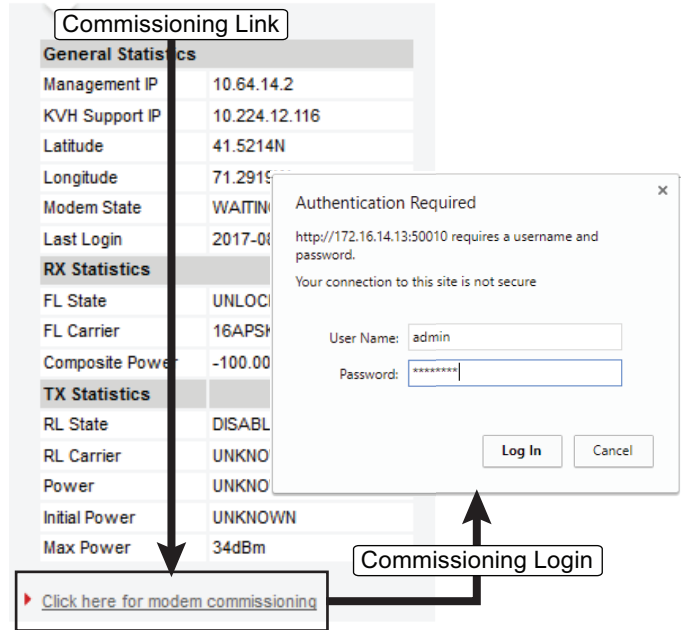 Commissioning Link
General Statistics
Management IP 10.64.14.2
KVH Support IP 10.224.12.116
Latitude 41.5214N
Longitude 71.2919
Modem State
Last Login
RX Statistics
FL State
FL Carrier
Composite Power -100.00
TX Statistics
RL State
RL Carrier
Power
Initial Power UNKNOWN
Max Power 34dBm
Click here for modem commissioning
Authentication Required
http://172.16.14.13:50010 requires a username and
password.
Your connection to this site is not secure
User Name: admin
Password: ********
Log In Cancel
Commissioning Login